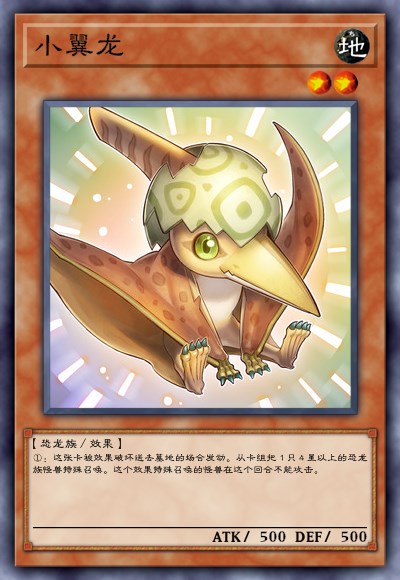 小翼龙
地
【恐龙族／效果】
①：这张卡被效果破坏送去墓地的场合发动。从卡组把1只4星以上的恐龙
族怪兽特殊召唤。这个效果特殊召唤的怪兽在这个回合不能攻击。
ATK/ 500 DEF/ 500